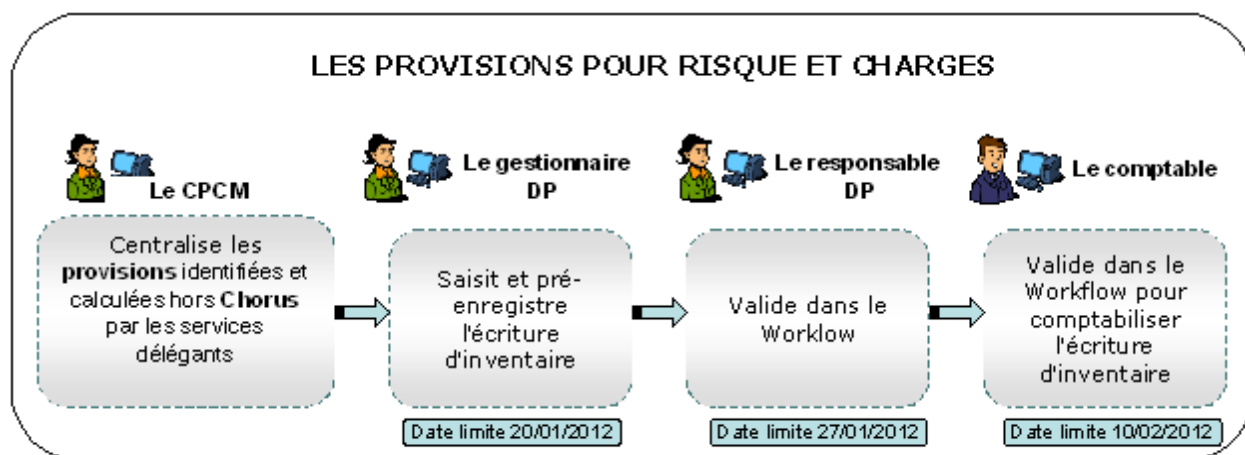 LES PROVISIONS POUR RISQUE ET CHARGES
Le CPCM
Centralise les
provisions identifiées et
calculées hors Chorus
par les services
délégants
Le gestionnaire
DP
Saisit et pré-
enregistre
l'écriture
d'inventaire
Date limite 20/01/2012
Le responsable
DP
Valide dans le
Worklow
Date limite 27/01/2012
Le comptable
Valide dans le
Workflow pour
comptabiliser
l'écriture
d'inventaire
Date limite 10/02/2012